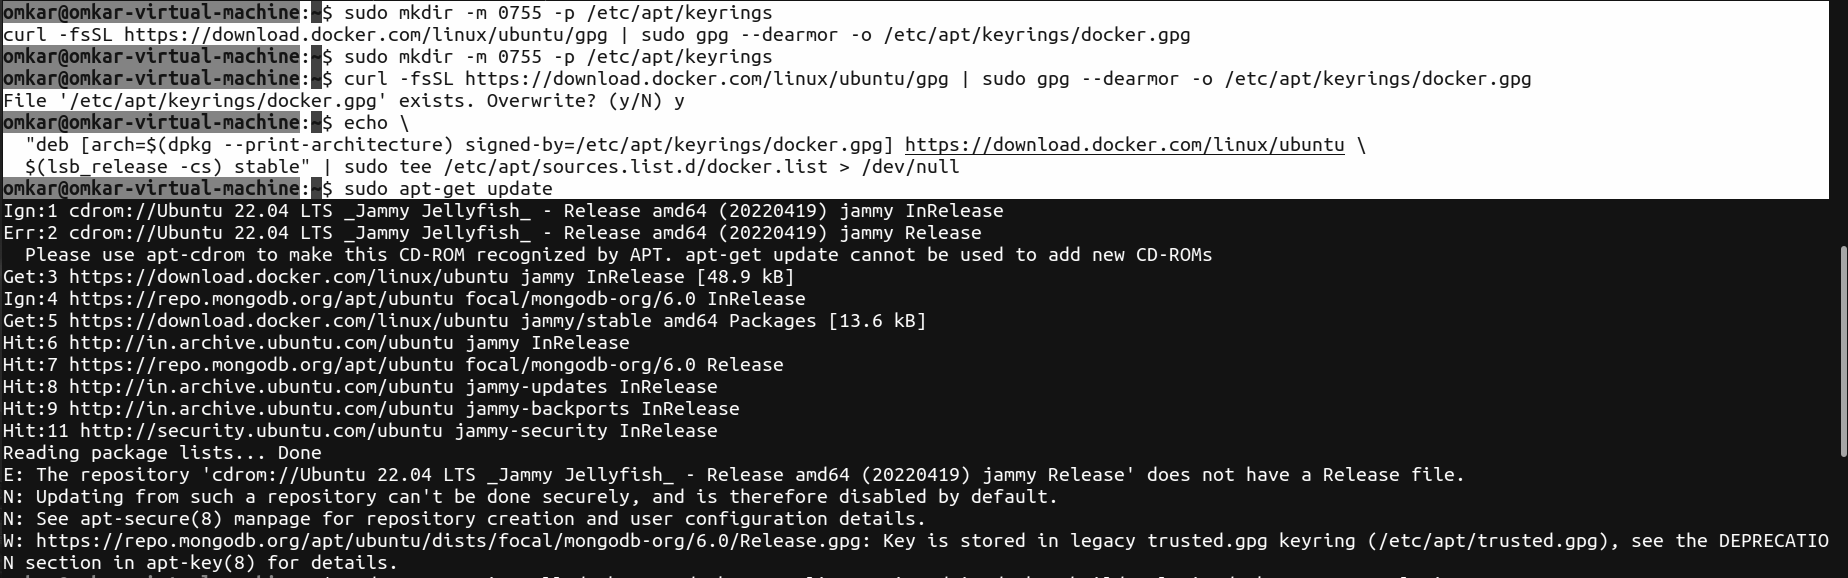 omkar@omkar-virtual-machine:~$ sudo mkdir -m 0755 -p /etc/apt/keyrings
curl -fsSL https://download.docker.com/linux/ubuntu/gpg | sudo gpg --dearmor -o /etc/apt/keyrings/docker.gpg
omkar@omkar-virtual-machine:~$ sudo mkdir -m 0755 -p /etc/apt/keyrings
omkar@omkar-virtual-machine:~$ curl -fsSL https://download.docker.com/linux/ubuntu/gpg | sudo gpg --dearmor -o /etc/apt/keyrings/docker.gpg
File '/etc/apt/keyrings/docker.gpg' exists. Overwrite? (y/N) y
omkar@omkar-virtual-machine:~$ echo \
  "deb [arch=$(dpkg --print-architecture) signed-by=/etc/apt/keyrings/docker.gpg] https://download.docker.com/linux/ubuntu \
  $(lsb_release -cs) stable" | sudo tee /etc/apt/sources.list.d/docker.list > /dev/null
omkar@omkar-virtual-machine:~$ sudo apt-get update
Ign:1 cdrom://Ubuntu 22.04 LTS _Jammy Jellyfish_ - Release amd64 (20220419) jammy InRelease
Err:2 cdrom://Ubuntu 22.04 LTS _Jammy Jellyfish_ - Release amd64 (20220419) jammy Release
  Please use apt-cdrom to make this CD-ROM recognized by APT. apt-get update cannot be used to add new CD-ROMs
Get:3 https://download.docker.com/linux/ubuntu jammy InRelease [48.9 kB]
Ign:4 https://repo.mongodb.org/apt/ubuntu focal/mongodb-org/6.0 InRelease
Get:5 https://download.docker.com/linux/ubuntu jammy/stable amd64 Packages [13.6 kB]
Hit:6 http://in.archive.ubuntu.com/ubuntu jammy InRelease
Hit:7 https://repo.mongodb.org/apt/ubuntu focal/mongodb-org/6.0 Release
Hit:8 http://in.archive.ubuntu.com/ubuntu jammy-updates InRelease
Hit:9 http://in.archive.ubuntu.com/ubuntu jammy-backports InRelease
Hit:11 http://security.ubuntu.com/ubuntu jammy-security InRelease
Reading package lists... Done
E: The repository 'cdrom://Ubuntu 22.04 LTS _Jammy Jellyfish_ - Release amd64 (20220419) jammy Release' does not have a Release file.
N: Updating from such a repository can't be done securely, and is therefore disabled by default.
N: See apt-secure(8) manpage for repository creation and user configuration details.
W: https://repo.mongodb.org/apt/ubuntu/dists/focal/mongodb-org/6.0/Release.gpg: Key is stored in legacy trusted.gpg keyring (/etc/apt/trusted.gpg), see the DEPRECATIO
N section in apt-key(8) for details.